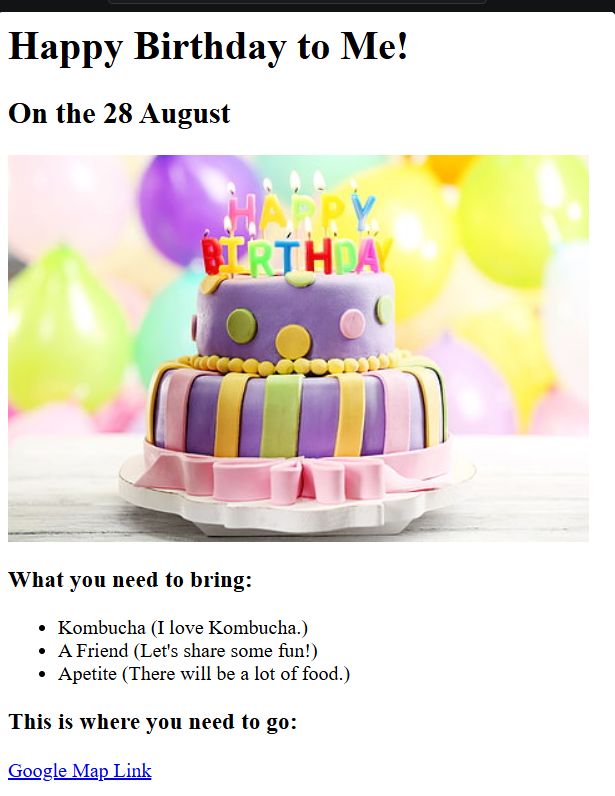 Happy Birthday to Me!
On the 28 August
HAPPY
BIRTHDAY
What you need to bring:
Kombucha (I love Kombucha.)
A Friend (Let's share some fun!)
Apetite (There will be a lot of food.)
This is where you need to go:
Google Map Link